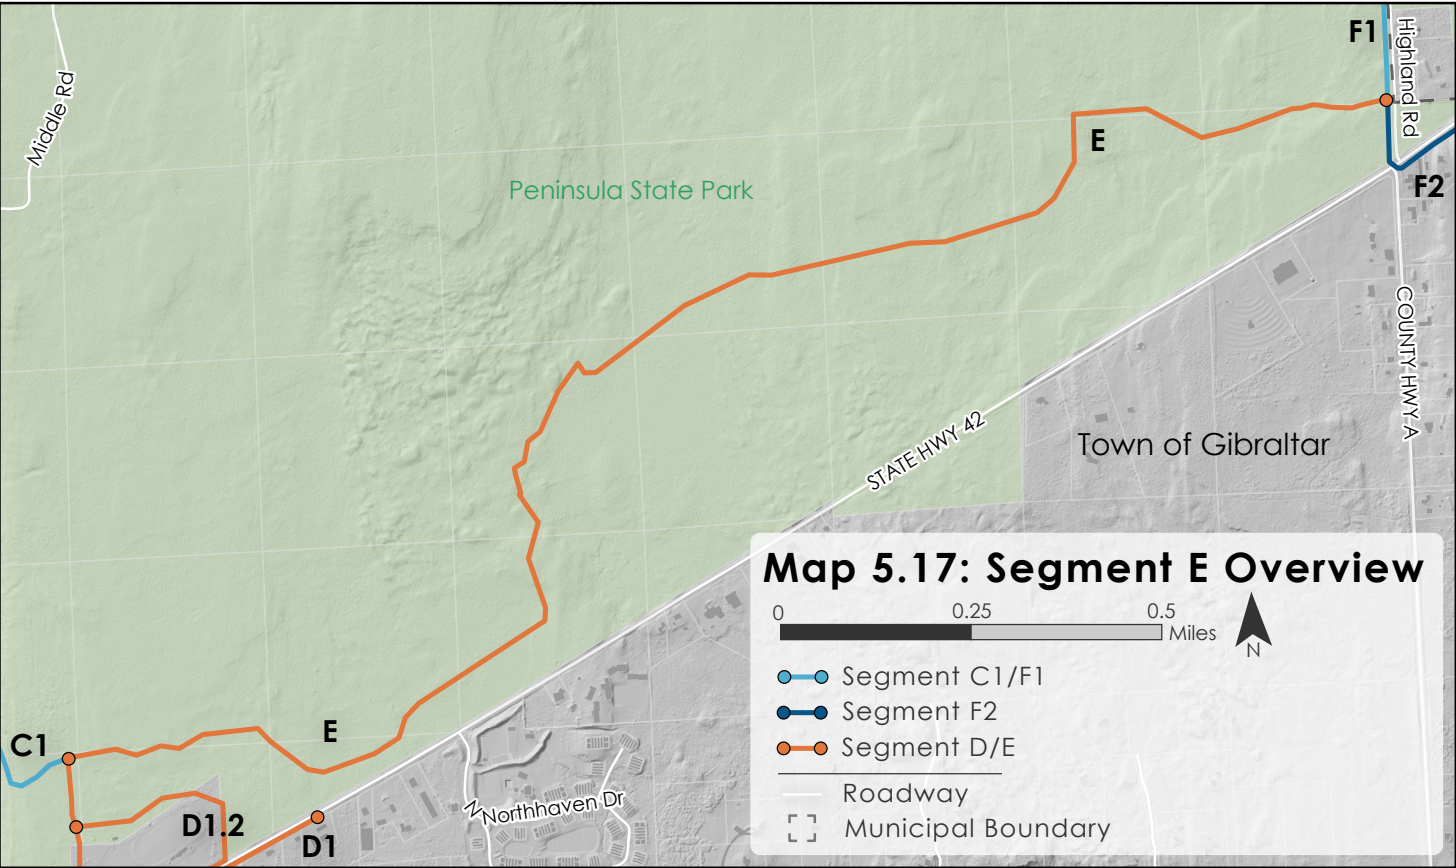 F1
Highland Rd
Middle Rd
E
Peninsula State Park
F2
COUNTY HWY A
STATE HWY 42
Town of Gibraltar
Map 5.17: Segment E Overview
0 0.25 0.5
Miles
N
Segment C1/F1
Segment F2
Segment D/E
Roadway
Municipal Boundary
E
C1
N Northhaven Dr
D1.2
D1